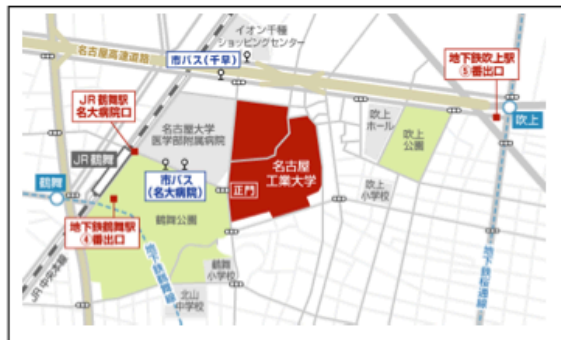 イオン千種
ショッピングセンター
名古屋高速道路
市バス(千早)
地下鉄吹上駅
⑤番出口
JR鶴舞駅
名大病院口
名古屋大学
医学部附属病院
吹上
ホール
吹上
公園
吹上
JR鶴舞
名古屋
工業大学
鶴舞
市バス
(名大病院)
正門
吹上
小学校
地下鉄鶴舞駅
④番出口
鶴舞公園
地下鉄鶴舞線
鶴舞
小学校
JR中央本線
北山
中学校
地下鉄桜通線